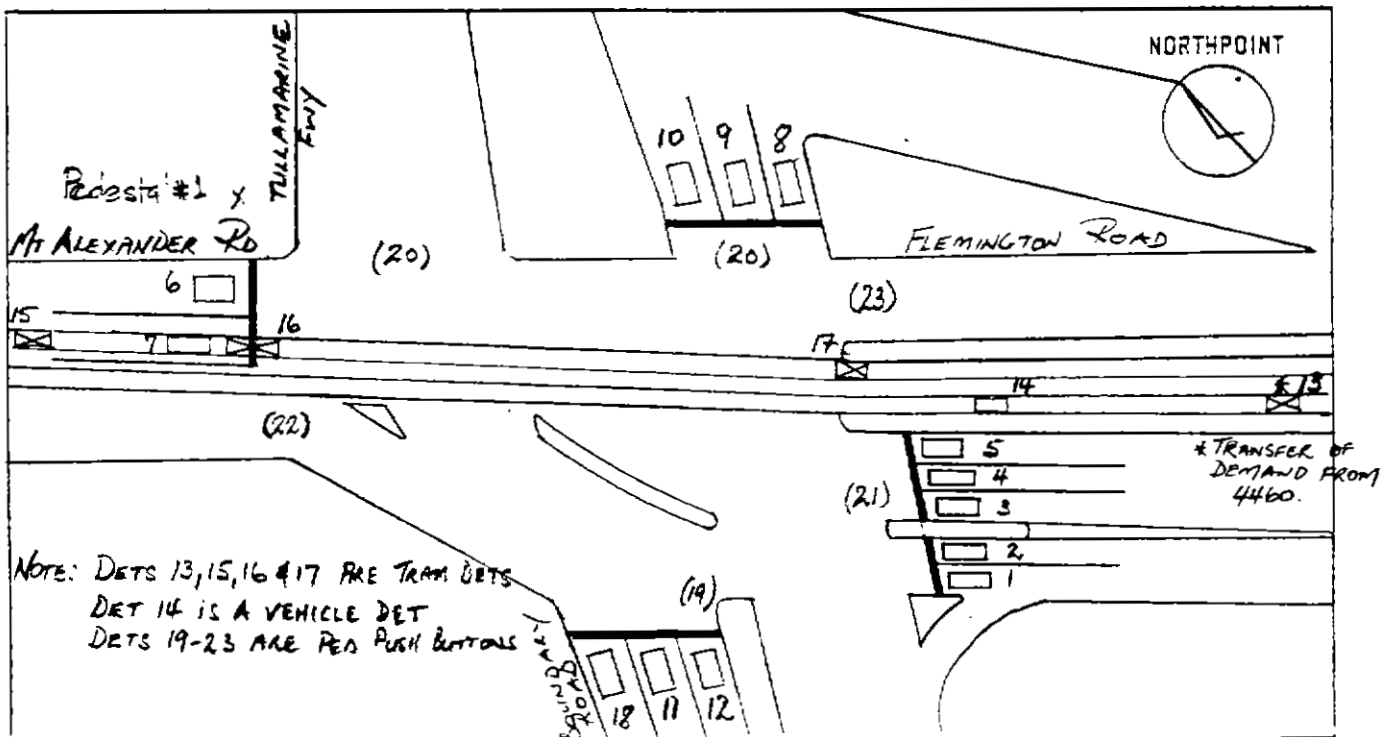 NORTHPOINT
TULLAMARINE
FWY
10 9 8
Pedestal #1 x
MT ALEXANDER RD
FLEMINGTON ROAD
(20)
(20)
6
(23)
15
16
7
17
14
* 13
(22)
5
* TRANSFER OF
DEMAND FROM
4460.
4
(21)
3
2
1
NOTE: DETS 13, 15, 16 & 17 ARE TRAM DETS
DET 14 IS A VEHICLE DET
DETS 19-23 ARE PED PUSH BUTTONS
(19)
BOUNDARY
ROAD
18 11 12